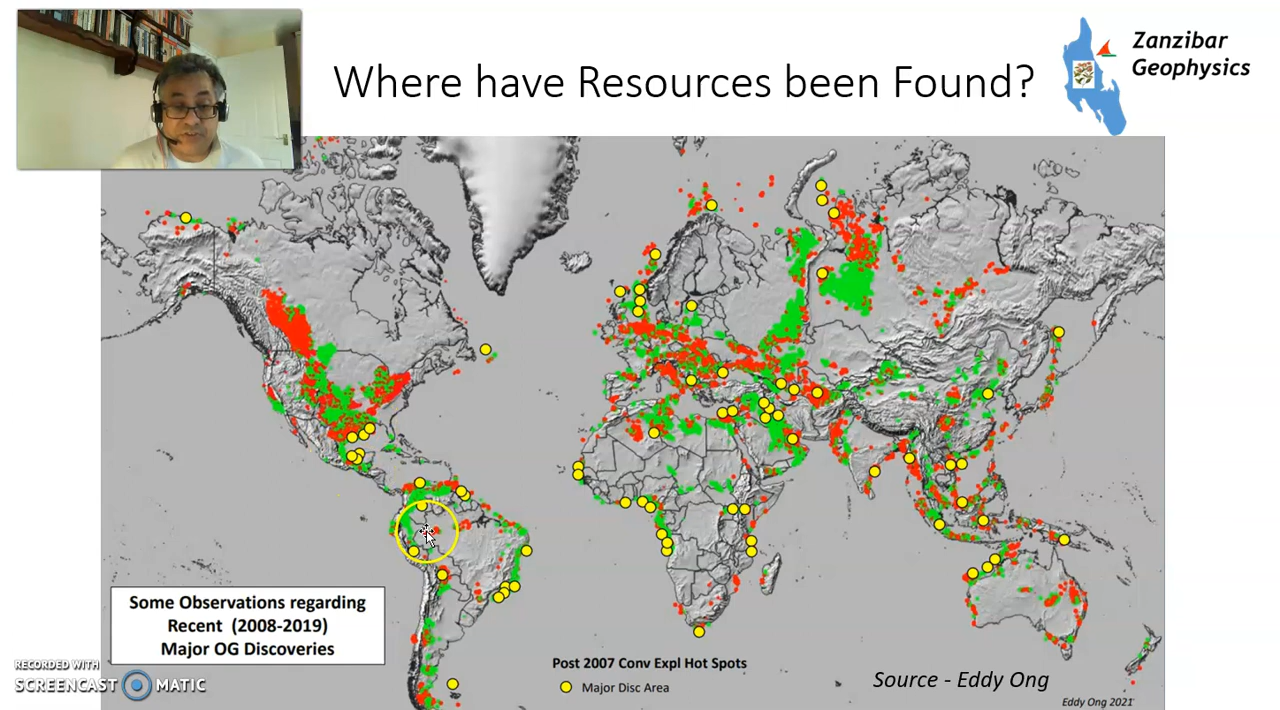 Where have Resources been Found?
Zanzibar
Geophysics
Some Observations regarding
Recent (2008-2019)
Major OG Discoveries
Post 2007 Conv Expl Hot Spots
Major Disc Area
Source - Eddy Ong
Eddy Ong 2021
RECORDED WITH
SCREENCAST MATIC